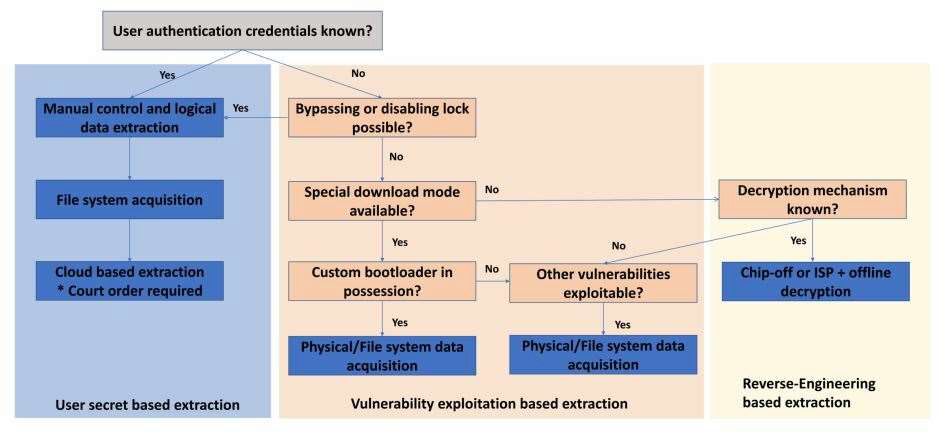 User authentication credentials known?
Yes
No
Manual control and logical
data extraction
Yes
Bypassing or disabling lock
possible?
No
File system acquisition
Special download mode
available?
No
Decryption mechanism
known?
Yes
No
Yes
Cloud based extraction
* Court order required
Custom bootloader in
possession?
No
Other vulnerabilities
exploitable?
Chip-off or ISP + offline
decryption
Yes
Yes
Physical/File system data
acquisition
Physical/File system data
acquisition
User secret based extraction
Vulnerability exploitation based extraction
Reverse-Engineering
based extraction